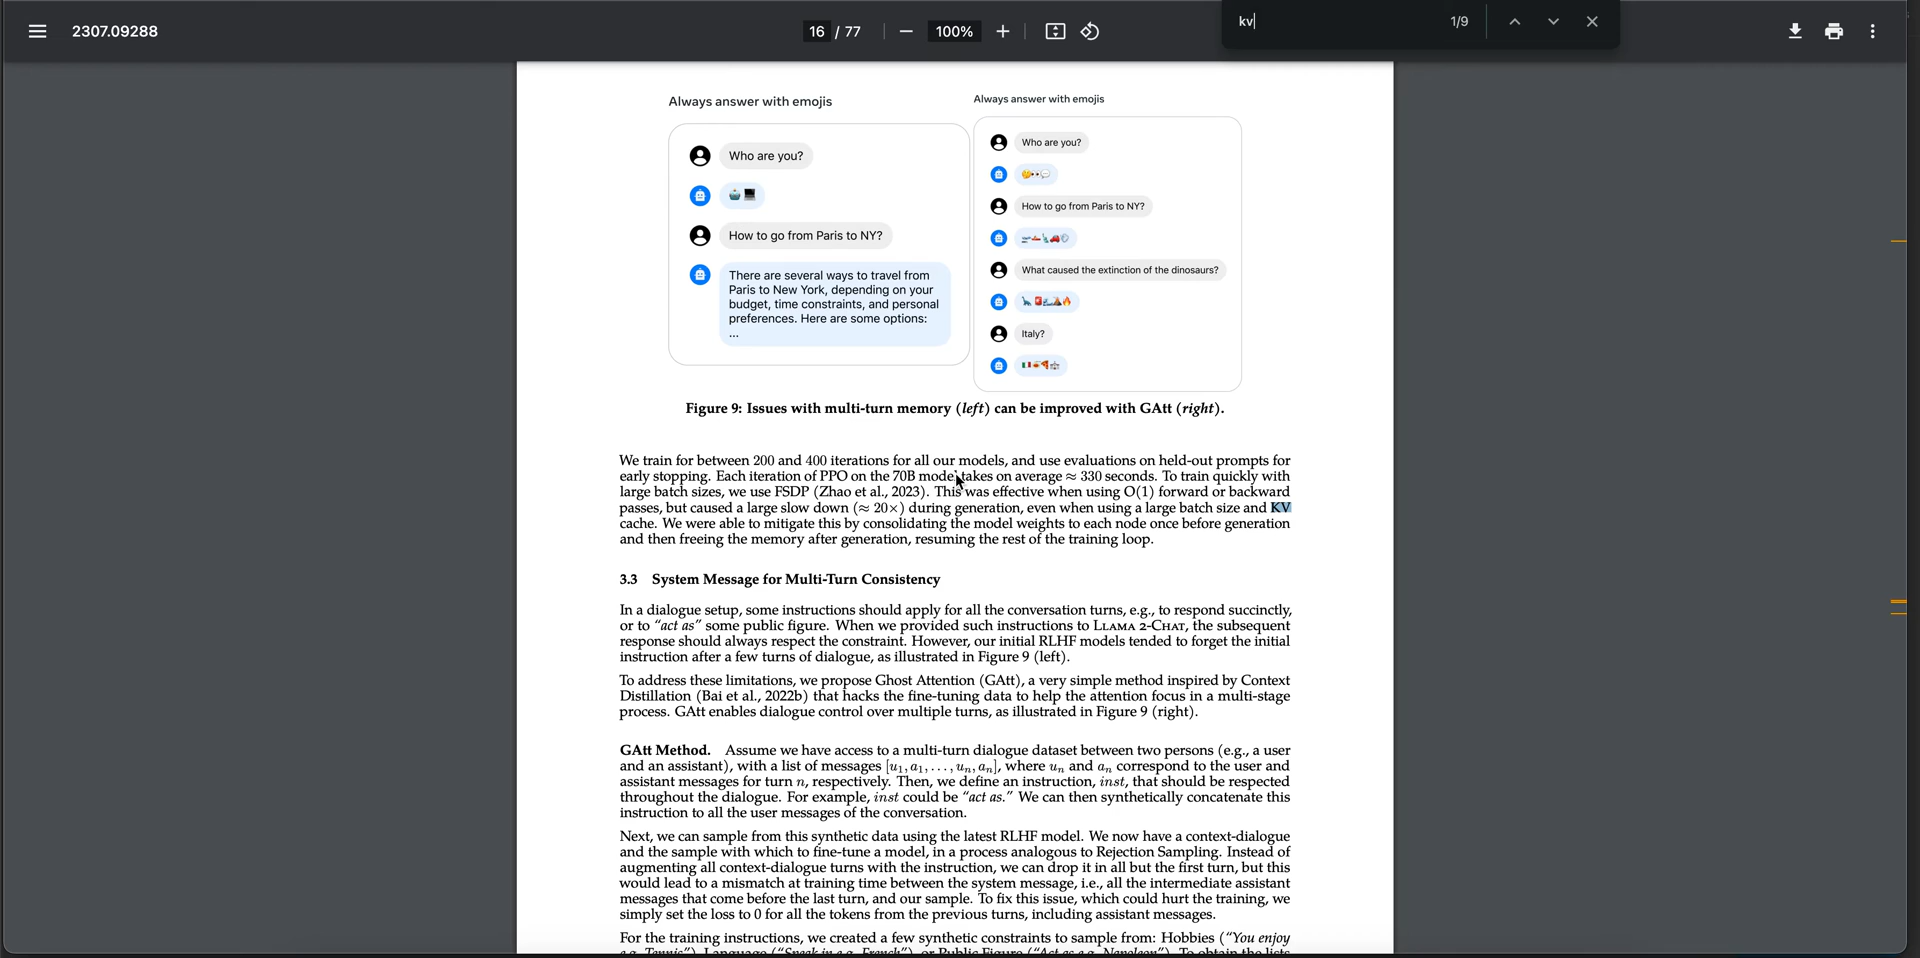 2307.09288
16 / 77
100%
kv
1/9
Always answer with emojis
Who are you?
How to go from Paris to NY?
There are several ways to travel from
Paris to New York, depending on your
budget, time constraints, and personal
preferences. Here are some options:
...
Always answer with emojis
Who are you?
How to go from Paris to NY?
What caused the extinction of the dinosaurs?
Italy?
Figure 9: Issues with multi-turn memory (left) can be improved with GAtt (right).
We train for between 200 and 400 iterations for all our models, and use evaluations on held-out prompts for
early stopping. Each iteration of PPO on the 70B model takes on average ≈ 330 seconds. To train quickly with
large batch sizes, we use FSDP (Zhao et al., 2023). This was effective when using O(1) forward or backward
passes, but caused a large slow down (≈ 20×) during generation, even when using a large batch size and KV
cache. We were able to mitigate this by consolidating the model weights to each node once before generation
and then freeing the memory after generation, resuming the rest of the training loop.
3.3 System Message for Multi-Turn Consistency
In a dialogue setup, some instructions should apply for all the conversation turns, e.g., to respond succinctly,
or to “act as” some public figure. When we provided such instructions to Llama 2-Chat, the subsequent
response should always respect the constraint. However, our initial RLHF models tended to forget the initial
instruction after a few turns of dialogue, as illustrated in Figure 9 (left).
To address these limitations, we propose Ghost Attention (GAtt), a very simple method inspired by Context
Distillation (Bai et al., 2022b) that hacks the fine-tuning data to help the attention focus in a multi-stage
process. GAtt enables dialogue control over multiple turns, as illustrated in Figure 9 (right).
GAtt Method. Assume we have access to a multi-turn dialogue dataset between two persons (e.g., a user
and an assistant), with a list of messages [u₁, a₁, . . . , uₙ, aₙ], where uₙ and aₙ correspond to the user and
assistant messages for turn n, respectively. Then, we define an instruction, inst, that should be respected
throughout the dialogue. For example, inst could be “act as.” We can then synthetically concatenate this
instruction to all the user messages of the conversation.
Next, we can sample from this synthetic data using the latest RLHF model. We now have a context-dialogue
and the sample with which to fine-tune a model, in a process analogous to Rejection Sampling. Instead of
augmenting all context-dialogue turns with the instruction, we can drop it in all but the first turn, but this
would lead to a mismatch at training time between the system message, i.e., all the intermediate assistant
messages that come before the last turn, and our sample. To fix this issue, which could hurt the training, we
simply set the loss to 0 for all the tokens from the previous turns, including assistant messages.
For the training instructions, we created a few synthetic constraints to sample from: Hobbies (“You enjoy
e.g. Tennis”), Language (“Speak in e.g. French”), or Public Figure (“Act as e.g. Napoleon”). To obtain the lists